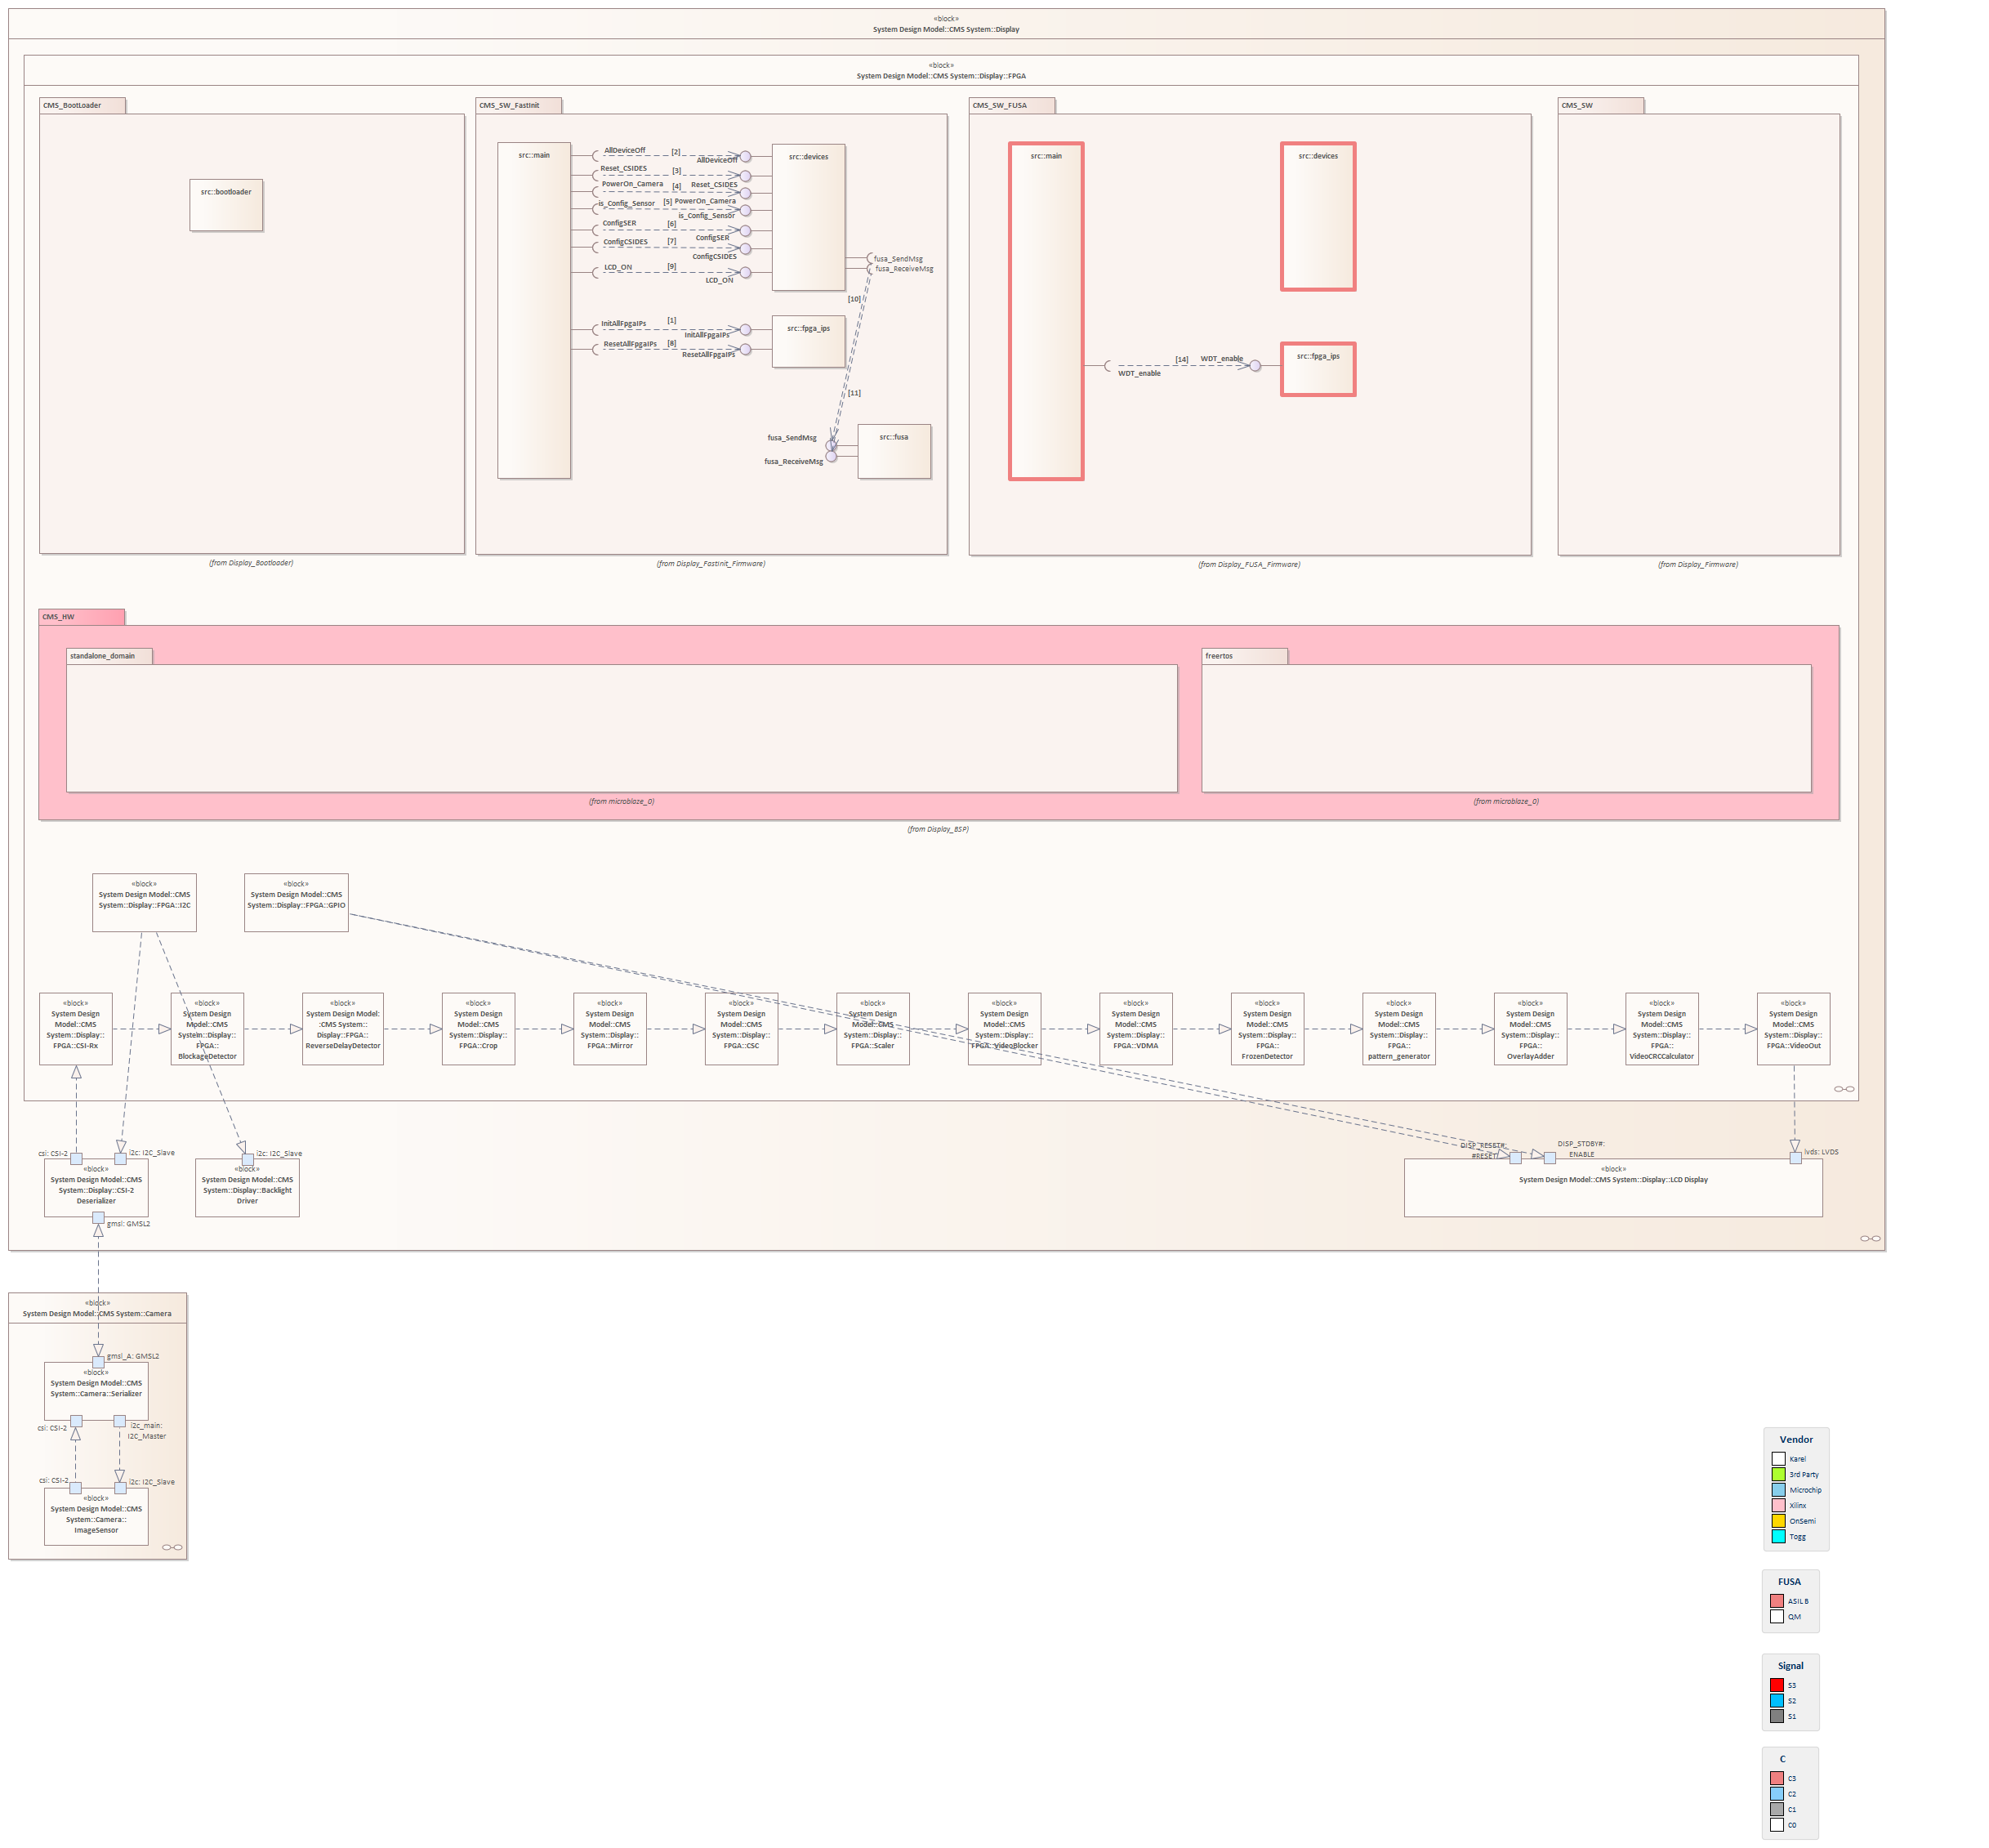 «block»
System Design Model::CMS System::Display
«block»
System Design Model::CMS System::Display::FPGA
CMS_BootLoader
src::bootloader
(from Display_Bootloader)
CMS_SW_FastInit
src::main
AllDeviceOff
[2]
AllDeviceOff
Reset_CSIDES
[3]
Reset_CSIDES
PowerOn_Camera
[4]
PowerOn_Camera
is_Config_Sensor
[5]
is_Config_Sensor
ConfigSER
[6]
ConfigSER
ConfigCSIDES
[7]
ConfigCSIDES
LCD_ON
[9]
LCD_ON
src::devices
fusa_SendMsg
fusa_ReceiveMsg
[10]
InitAllFpgaIPs
[1]
InitAllFpgaIPs
ResetAllFpgaIPs
[8]
ResetAllFpgaIPs
src::fpga_ips
[11]
fusa_SendMsg
fusa_ReceiveMsg
src::fusa
(from Display_FastInit_Firmware)
CMS_SW_FUSA
src::main
src::devices
WDT_enable
[14]
WDT_enable
src::fpga_ips
(from Display_FUSA_Firmware)
CMS_SW
(from Display_Firmware)
CMS_HW
standalone_domain
(from microblaze_0)
freertos
(from microblaze_0)
(from Display_BSP)
«block»
System Design Model::CMS
System::Display::FPGA::I2C
«block»
System Design Model::CMS
System::Display::FPGA::GPIO
«block»
System Design
Model::CMS
System::Display::
FPGA::CSI-Rx
«block»
System Design
Model::CMS
System::Display::
FPGA::
BlockageDetector
«block»
System Design Model:
:CMS System::
Display::FPGA::
ReverseDelayDetector
«block»
System Design
Model::CMS
System::Display::
FPGA::Crop
«block»
System Design
Model::CMS
System::Display::
FPGA::Mirror
«block»
System Design
Model::CMS
System::Display::
FPGA::CSC
«block»
System Design
Model::CMS
System::Display::
FPGA::Scaler
«block»
System Design
Model::CMS
System::Display::
FPGA::VideoBlocker
«block»
System Design
Model::CMS
System::Display::
FPGA::VDMA
«block»
System Design
Model::CMS
System::Display::
FPGA::
FrozenDetector
«block»
System Design
Model::CMS
System::Display::
FPGA::
pattern_generator
«block»
System Design
Model::CMS
System::Display::
FPGA::
OverlayAdder
«block»
System Design
Model::CMS
System::Display::
FPGA::
VideoCRCCalculator
«block»
System Design
Model::CMS
System::Display::
FPGA::VideoOut
csi: CSI-2
i2c: I2C_Slave
«block»
System Design Model::CMS
System::Display::CSI-2
Deserializer
gmsl: GMSL2
i2c: I2C_Slave
«block»
System Design Model::CMS
System::Display::Backlight
Driver
DISP_RESET#:
#RESET
DISP_STDBY#:
ENABLE
lvds: LVDS
«block»
System Design Model::CMS System::Display::LCD Display
«block»
System Design Model::CMS System::Camera
gmsl_A: GMSL2
«block»
System Design Model::CMS
System::Camera::Serializer
csi: CSI-2
i2c_main:
I2C_Master
csi: CSI-2
i2c: I2C_Slave
«block»
System Design Model::CMS
System::Camera::
ImageSensor
Vendor
Karel
3rd Party
Microchip
Xilinx
OnSemi
Togg
FUSA
ASIL B
QM
Signal
S3
S2
S1
C
C3
C2
C1
C0